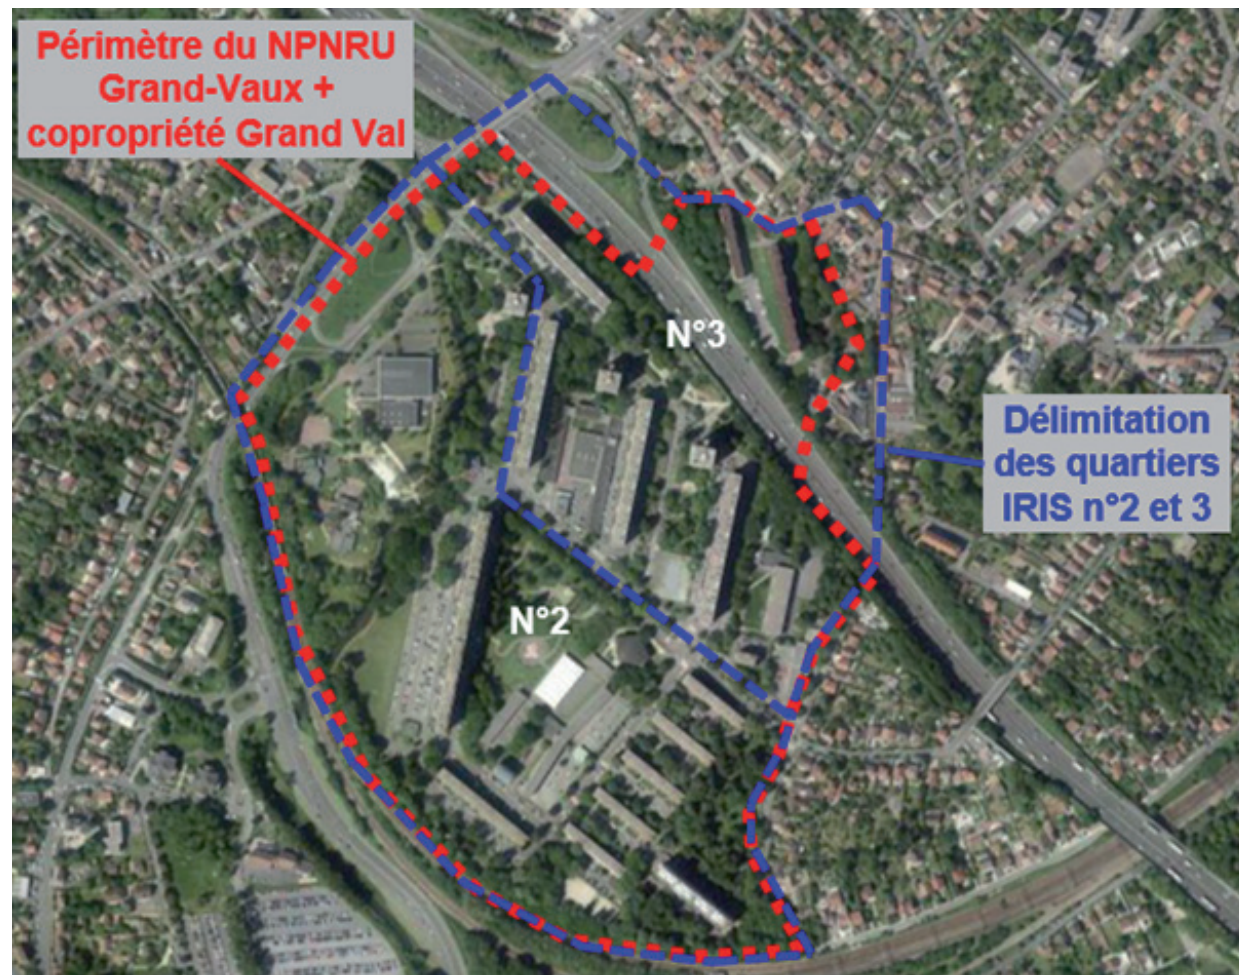 Périmètre du NPNRU
Grand-Vaux +
copropriété Grand Val
N°3
Délimitation
des quartiers
IRIS n°2 et 3
N°2